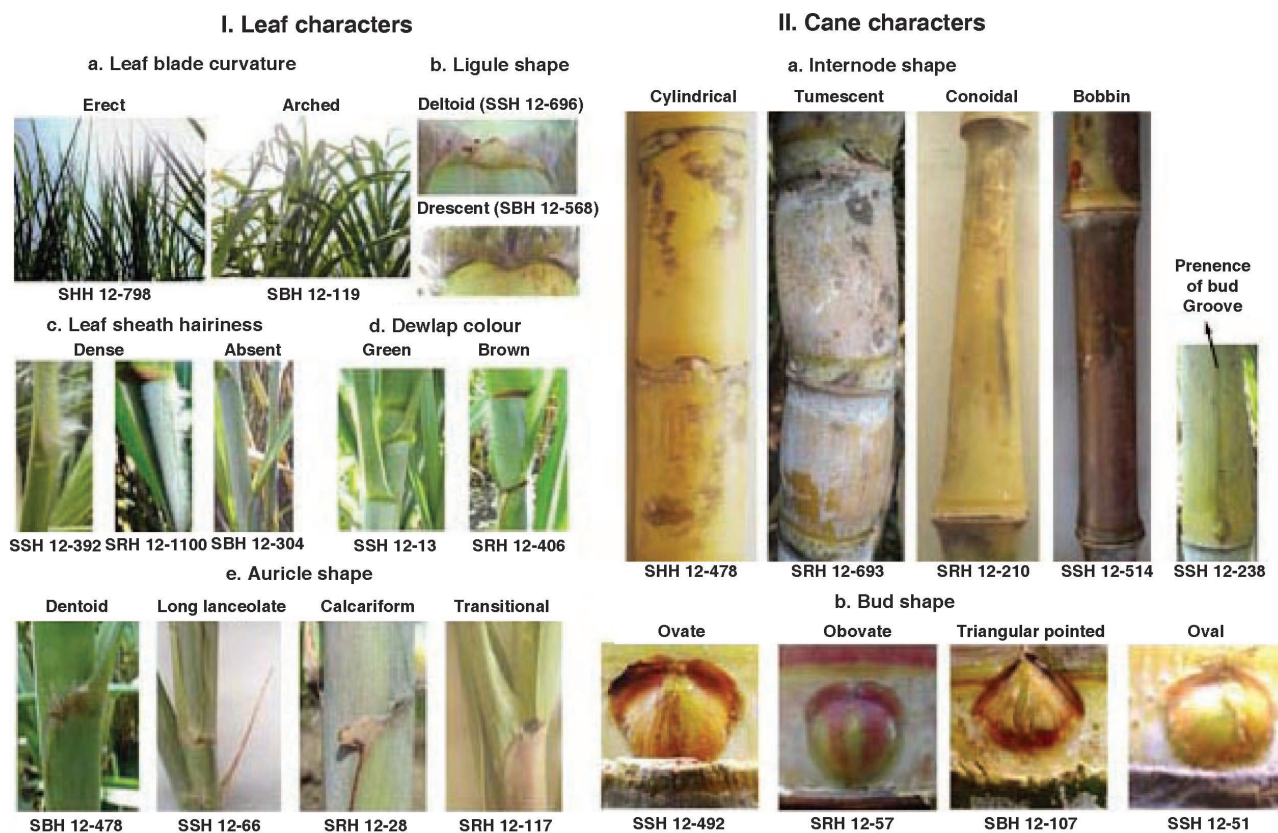 I. Leaf characters
a. Leaf blade curvature
Erect
Arched
SHH 12-798
SBH 12-119
b. Ligule shape
Deltoid (SSH 12-696)
Drescent (SBH 12-568)
c. Leaf sheath hairiness
Dense
Absent
SSH 12-392
SRH 12-1100
SBH 12-304
d. Dewlap colour
Green
Brown
SSH 12-13
SRH 12-406
e. Auricle shape
Dentoid
Long lanceolate
Calcariform
Transitional
SBH 12-478
SSH 12-66
SRH 12-28
SRH 12-117
II. Cane characters
a. Internode shape
Cylindrical
Tumescent
Conoidal
Bobbin
Prenence
of bud
Groove
SHH 12-478
SRH 12-693
SRH 12-210
SSH 12-514
SSH 12-238
b. Bud shape
Ovate
Obovate
Triangular pointed
Oval
SSH 12-492
SRH 12-57
SBH 12-107
SSH 12-51